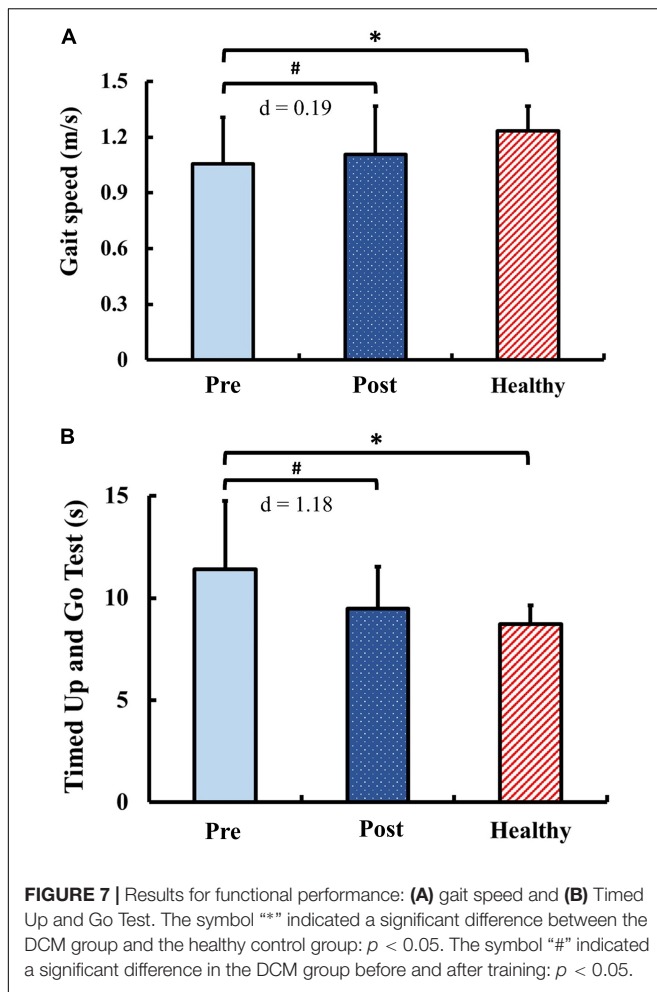 A
*
#
d = 0.19
1.5
1.2
0.9
0.6
0.3
0
Gait speed (m/s)
Pre Post Healthy
B
*
#
d = 1.18
15
10
5
0
Timed Up and Go Test (s)
Pre Post Healthy
FIGURE 7 | Results for functional performance: (A) gait speed and (B) Timed
Up and Go Test. The symbol “*” indicated a significant difference between the
DCM group and the healthy control group: p < 0.05. The symbol “#” indicated
a significant difference in the DCM group before and after training: p < 0.05.